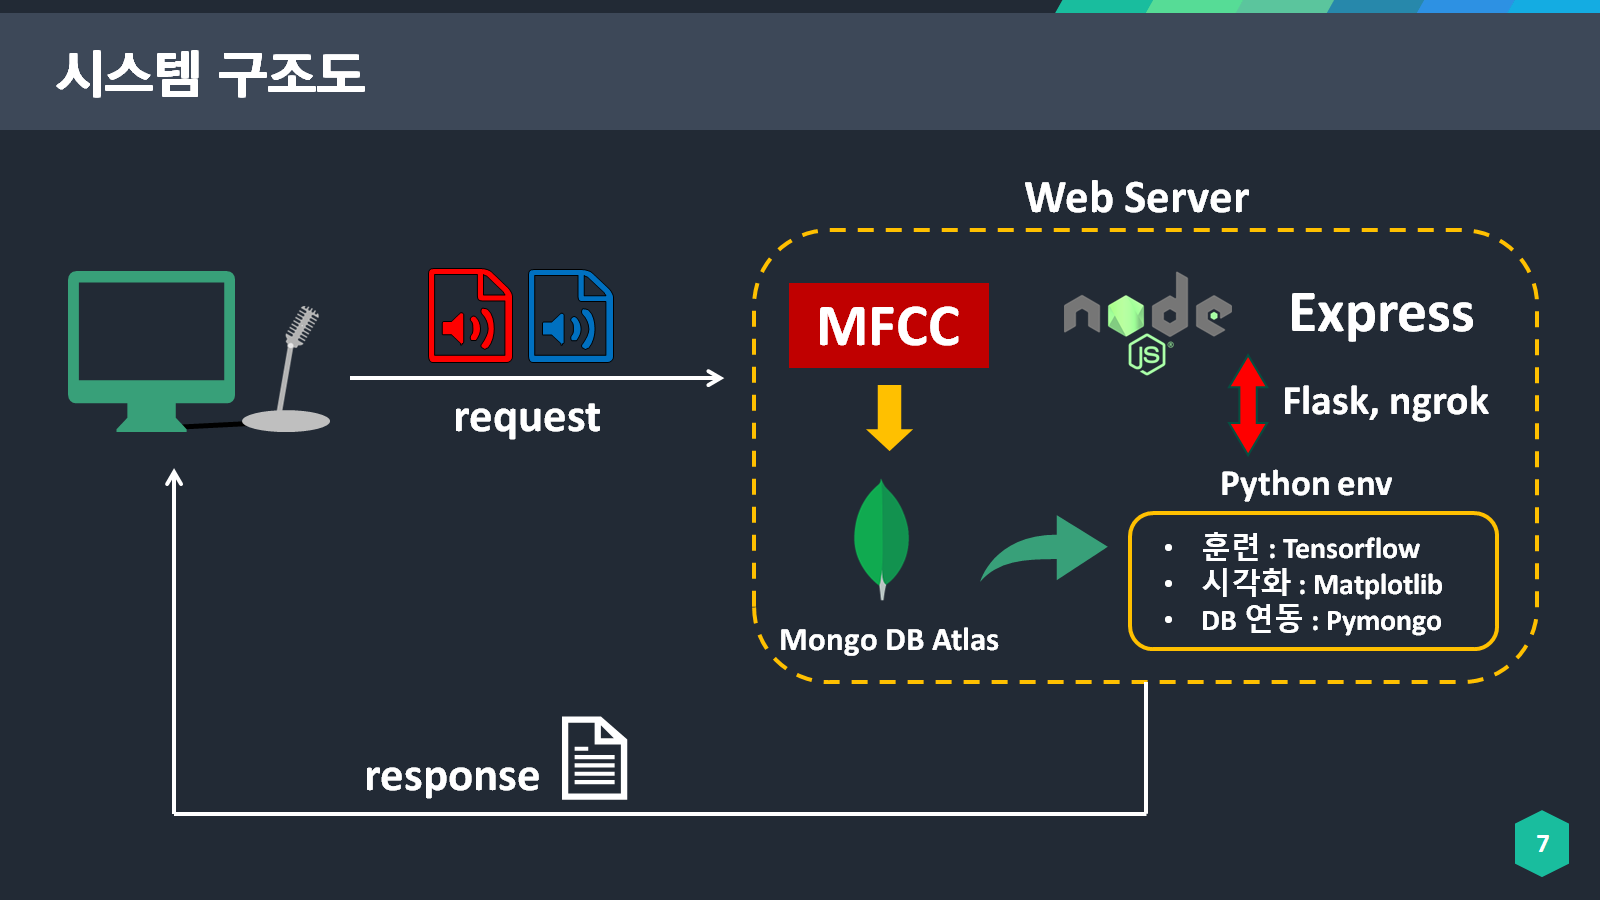 시스템 구조도
Web Server
MFCC
node
JS
®
Express
request
Flask, ngrok
Python env
• 훈련 : Tensorflow
• 시각화 : Matplotlib
• DB 연동 : Pymongo
Mongo DB Atlas
response
7